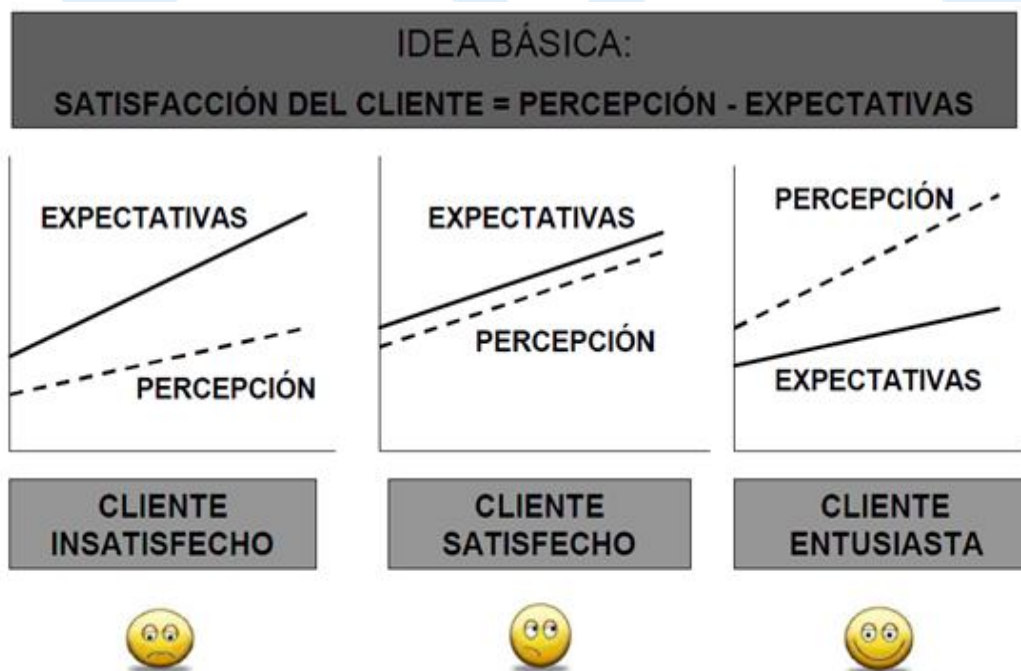 IDEA BÁSICA:
SATISFACCIÓN DEL CLIENTE = PERCEPCIÓN - EXPECTATIVAS
EXPECTATIVAS
PERCEPCIÓN
EXPECTATIVAS
PERCEPCIÓN
PERCEPCIÓN
EXPECTATIVAS
CLIENTE
INSATISFECHO
CLIENTE
SATISFECHO
CLIENTE
ENTUSIASTA